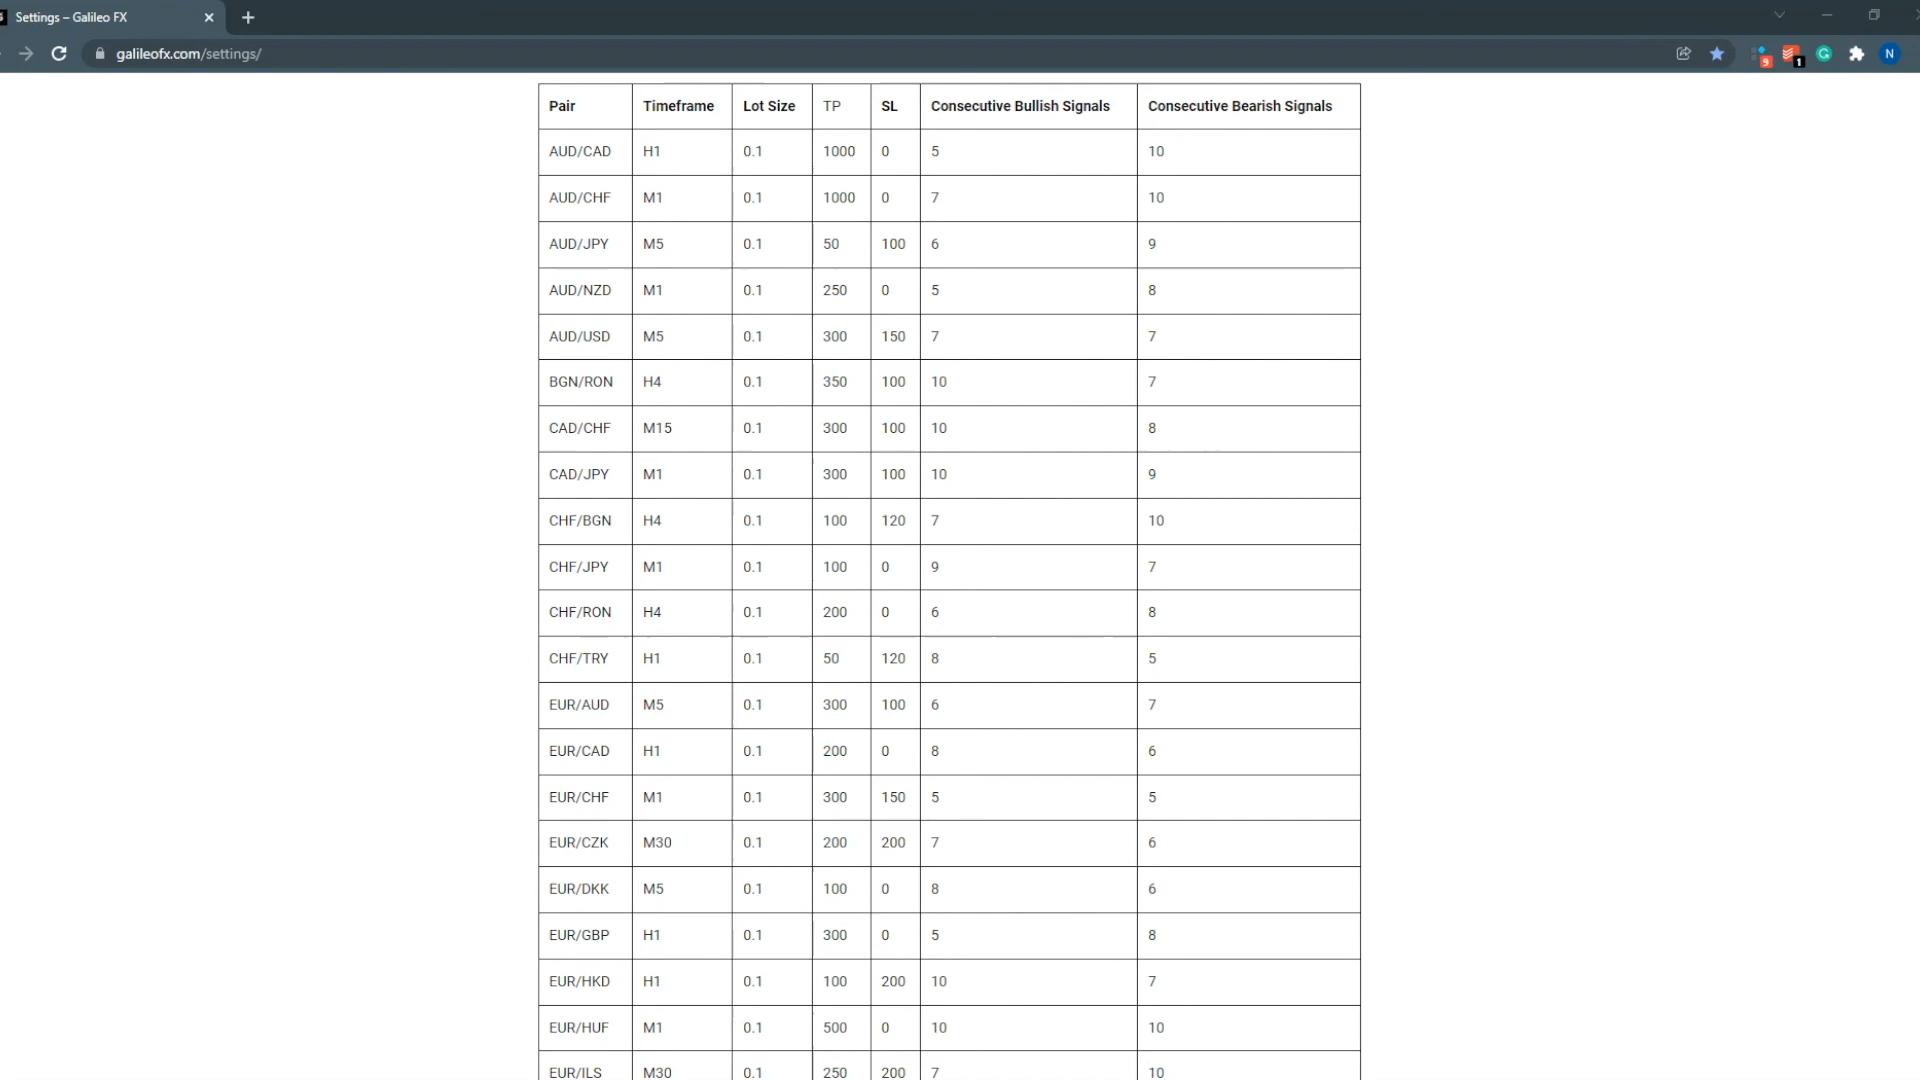 Settings – Galileo FX
galileofx.com/settings/
9
1
N
Pair Timeframe Lot Size TP SL Consecutive Bullish Signals Consecutive Bearish Signals
AUD/CAD H1 0.1 1000 0 5 10
AUD/CHF M1 0.1 1000 0 7 10
AUD/JPY M5 0.1 50 100 6 9
AUD/NZD M1 0.1 250 0 5 8
AUD/USD M5 0.1 300 150 7 7
BGN/RON H4 0.1 350 100 10 7
CAD/CHF M15 0.1 300 100 10 8
CAD/JPY M1 0.1 300 100 10 9
CHF/BGN H4 0.1 100 120 7 10
CHF/JPY M1 0.1 100 0 9 7
CHF/RON H4 0.1 200 0 6 8
CHF/TRY H1 0.1 50 120 8 5
EUR/AUD M5 0.1 300 100 6 7
EUR/CAD H1 0.1 200 0 8 6
EUR/CHF M1 0.1 300 150 5 5
EUR/CZK M30 0.1 200 200 7 6
EUR/DKK M5 0.1 100 0 8 6
EUR/GBP H1 0.1 300 0 5 8
EUR/HKD H1 0.1 100 200 10 7
EUR/HUF M1 0.1 500 0 10 10
EUR/ILS M30 0.1 250 200 7 10